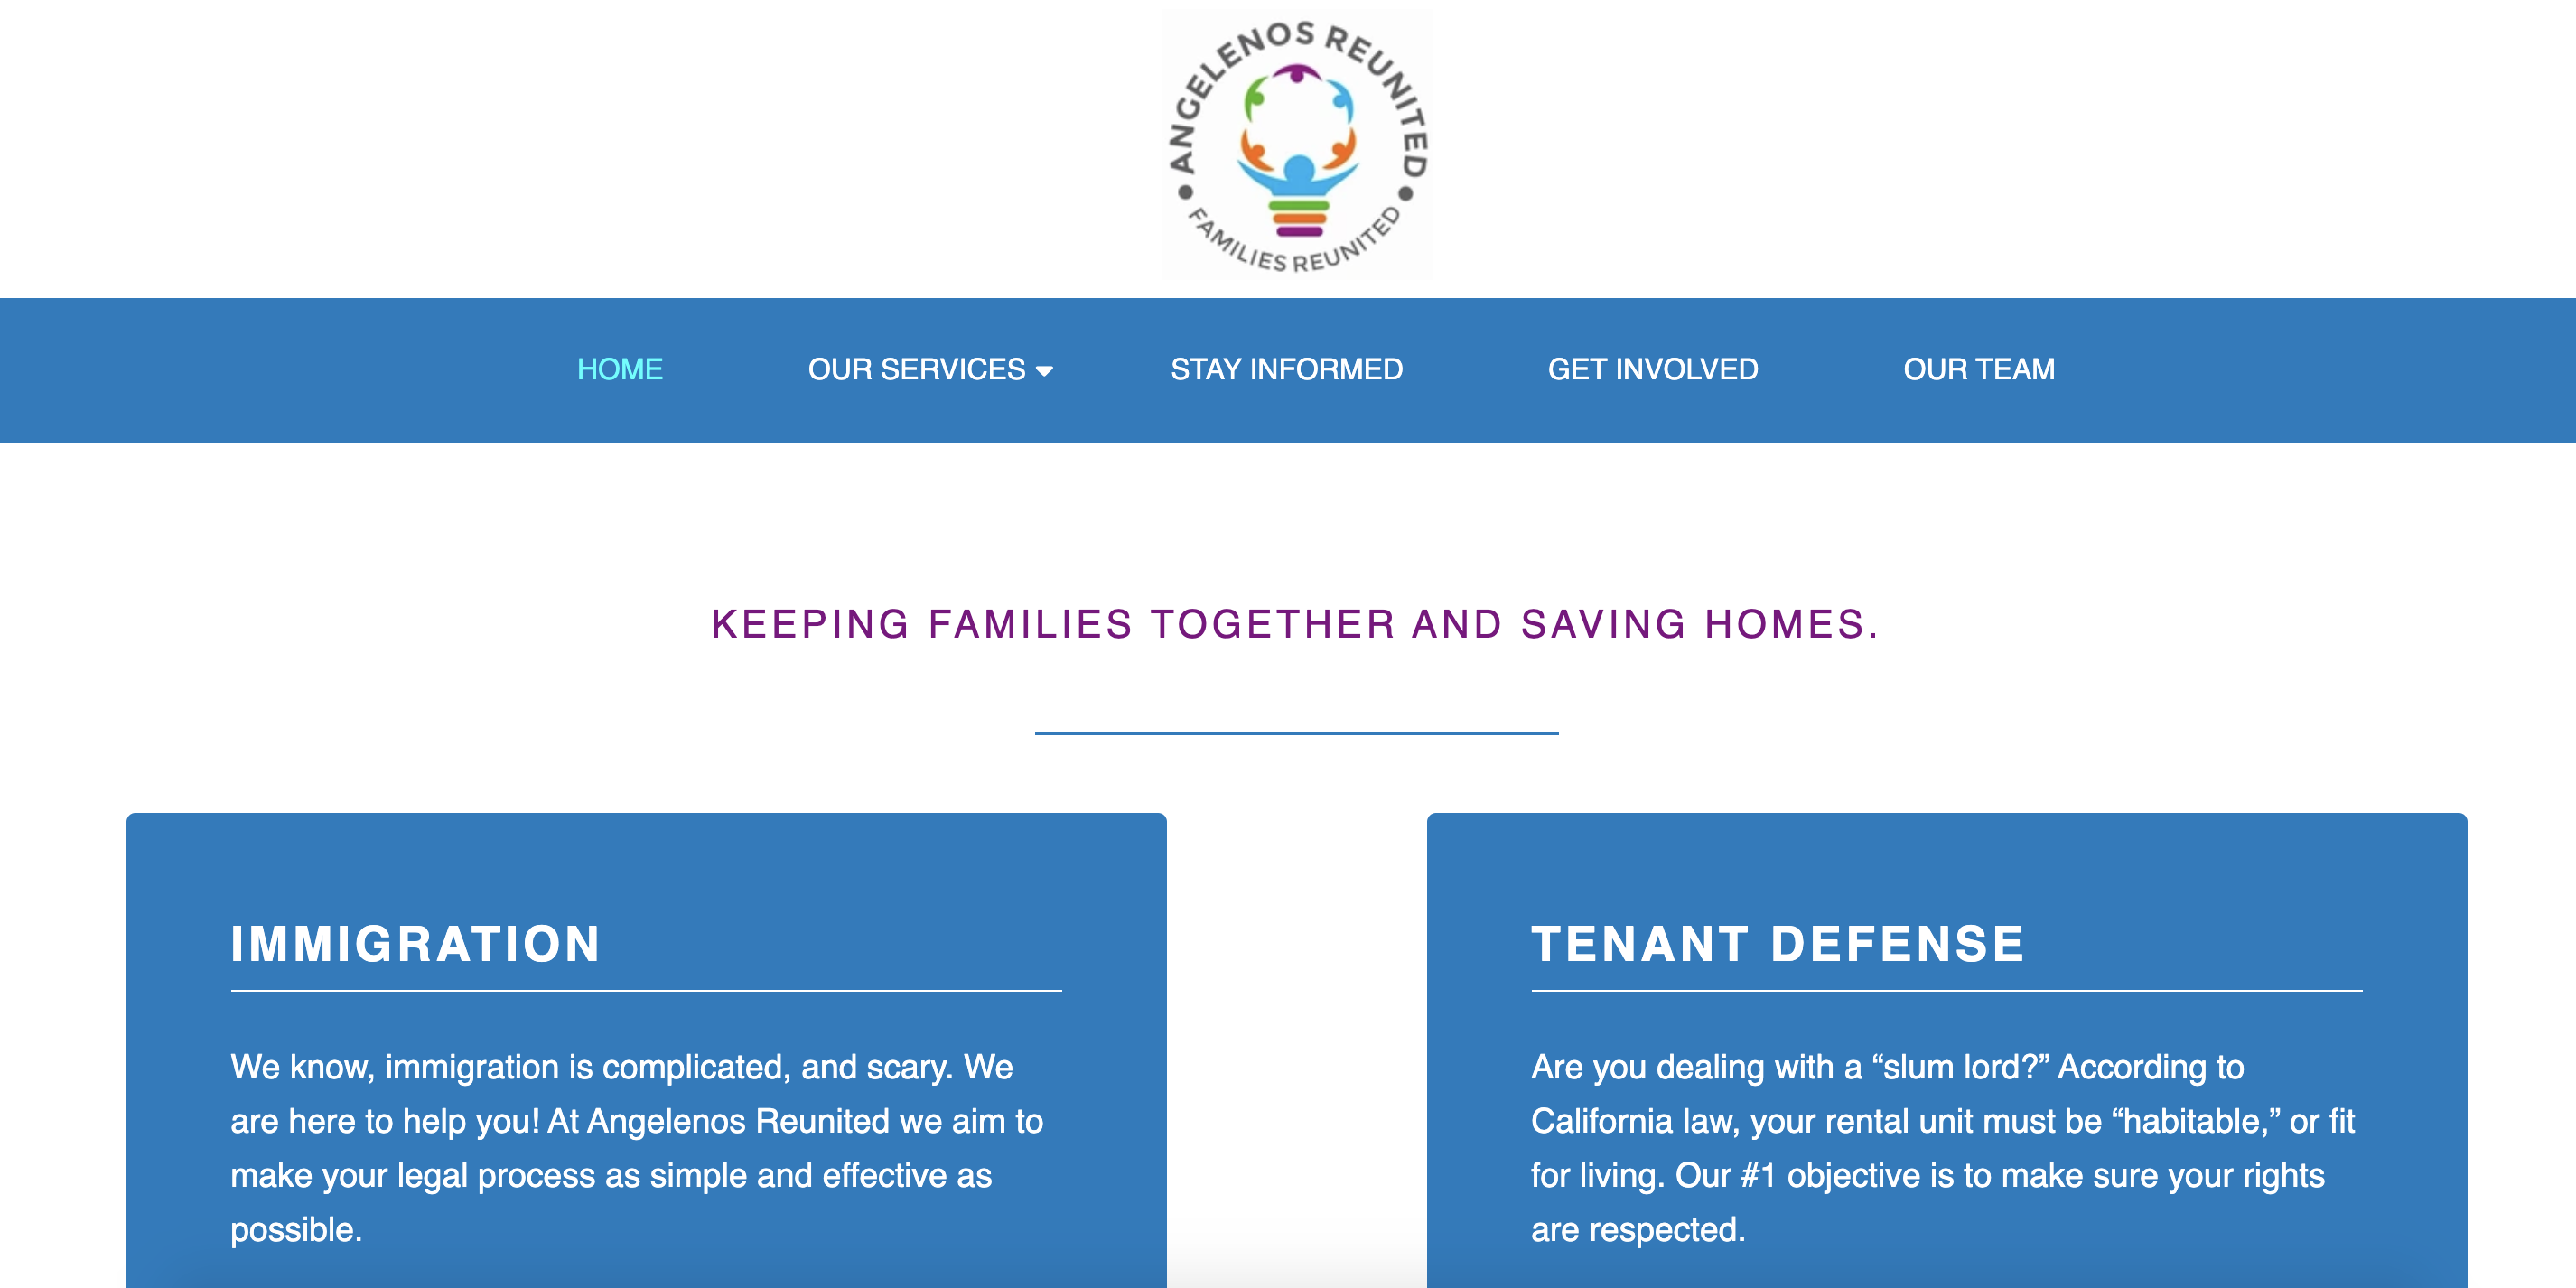 ANGELENOS REUNITED
FAMILIES REUNITED
HOME
OUR SERVICES
STAY INFORMED
GET INVOLVED
OUR TEAM
KEEPING FAMILIES TOGETHER AND SAVING HOMES.
IMMIGRATION
We know, immigration is complicated, and scary. We
are here to help you! At Angelenos Reunited we aim to
make your legal process as simple and effective as
possible.
TENANT DEFENSE
Are you dealing with a “slum lord?” According to
California law, your rental unit must be “habitable,” or fit
for living. Our #1 objective is to make sure your rights
are respected.